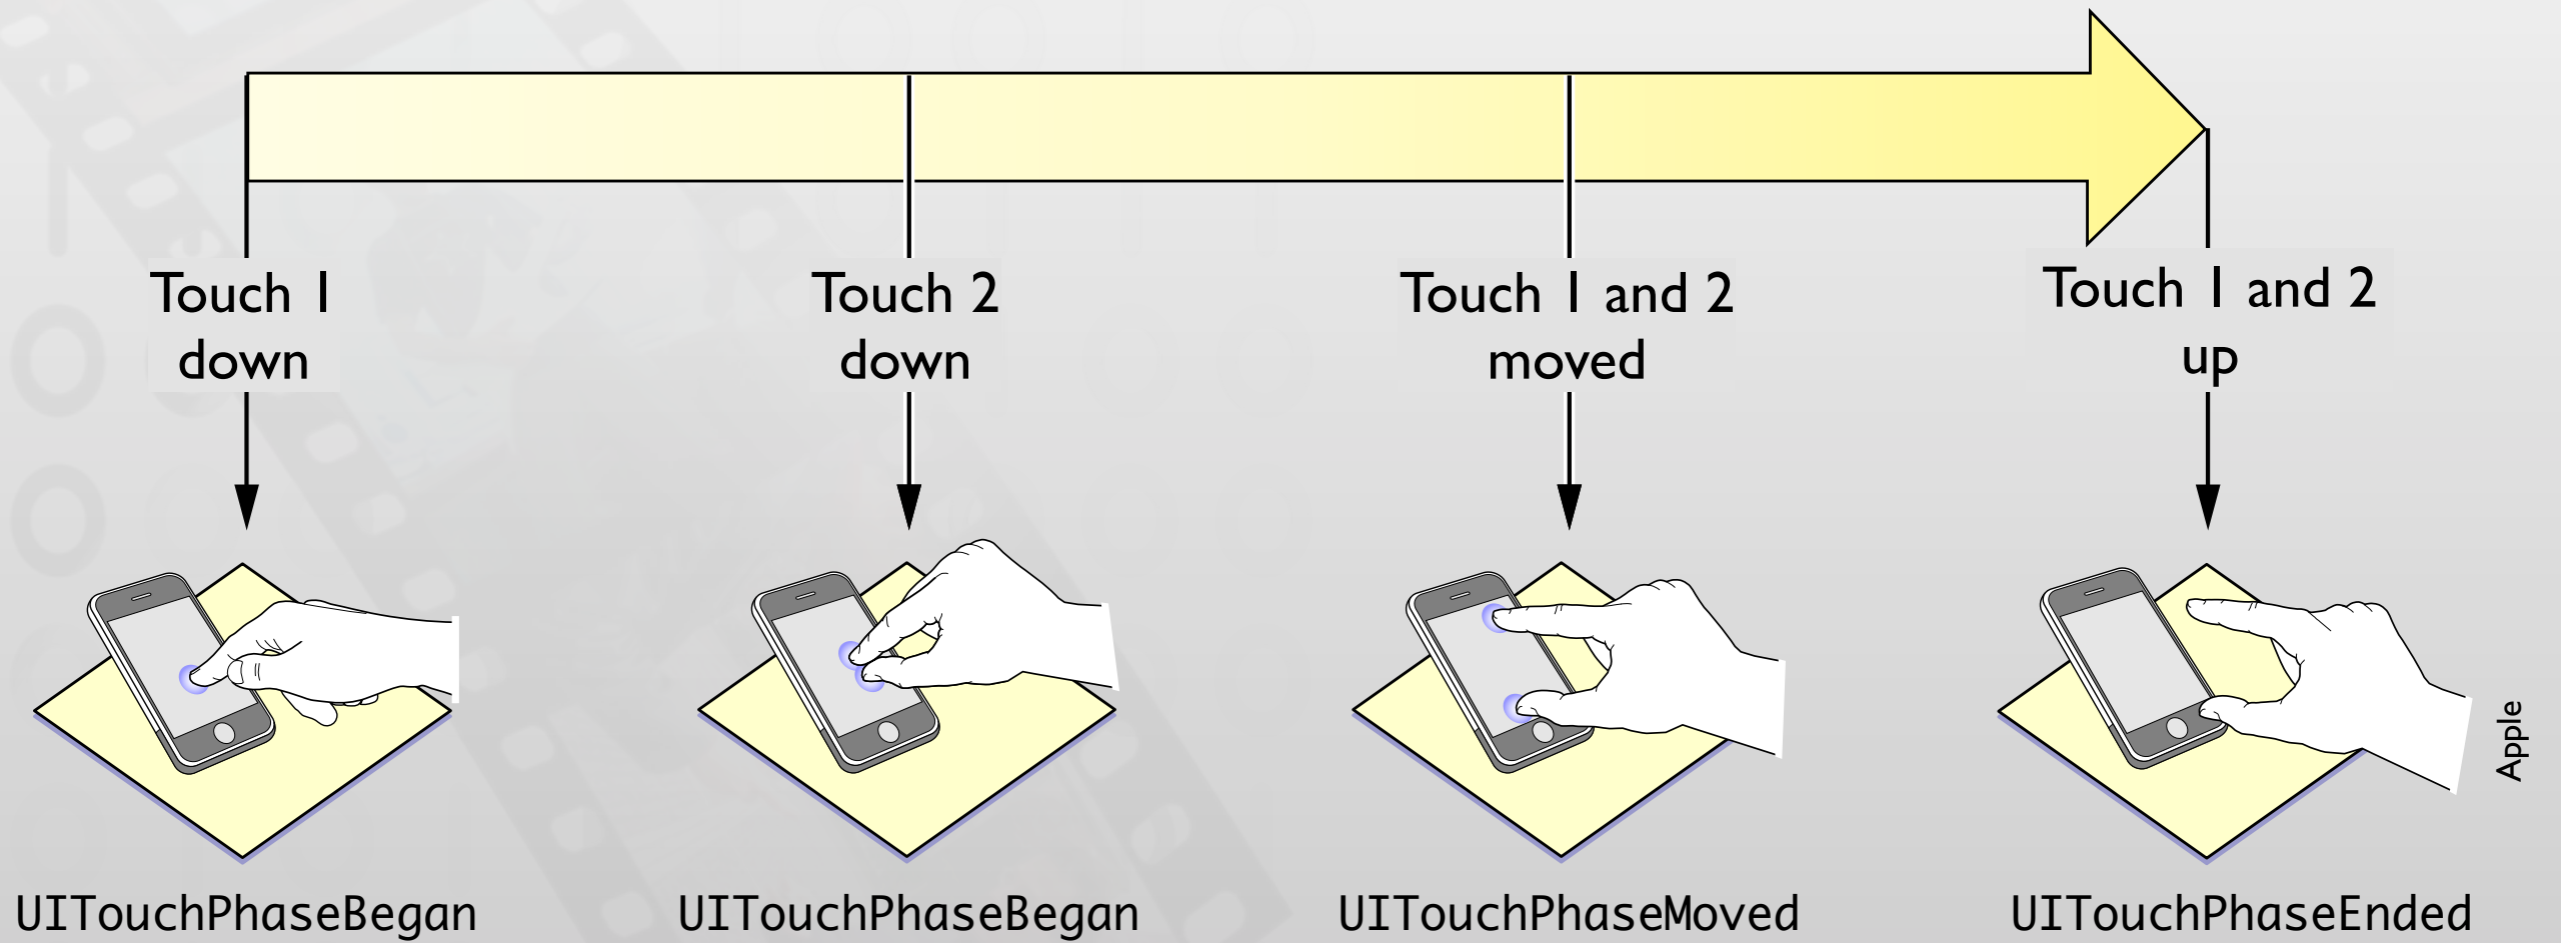 Touch 1
down
Touch 2
down
Touch 1 and 2
moved
Touch 1 and 2
up
Apple
UITouchPhaseBegan
UITouchPhaseBegan
UITouchPhaseMoved
UITouchPhaseEnded